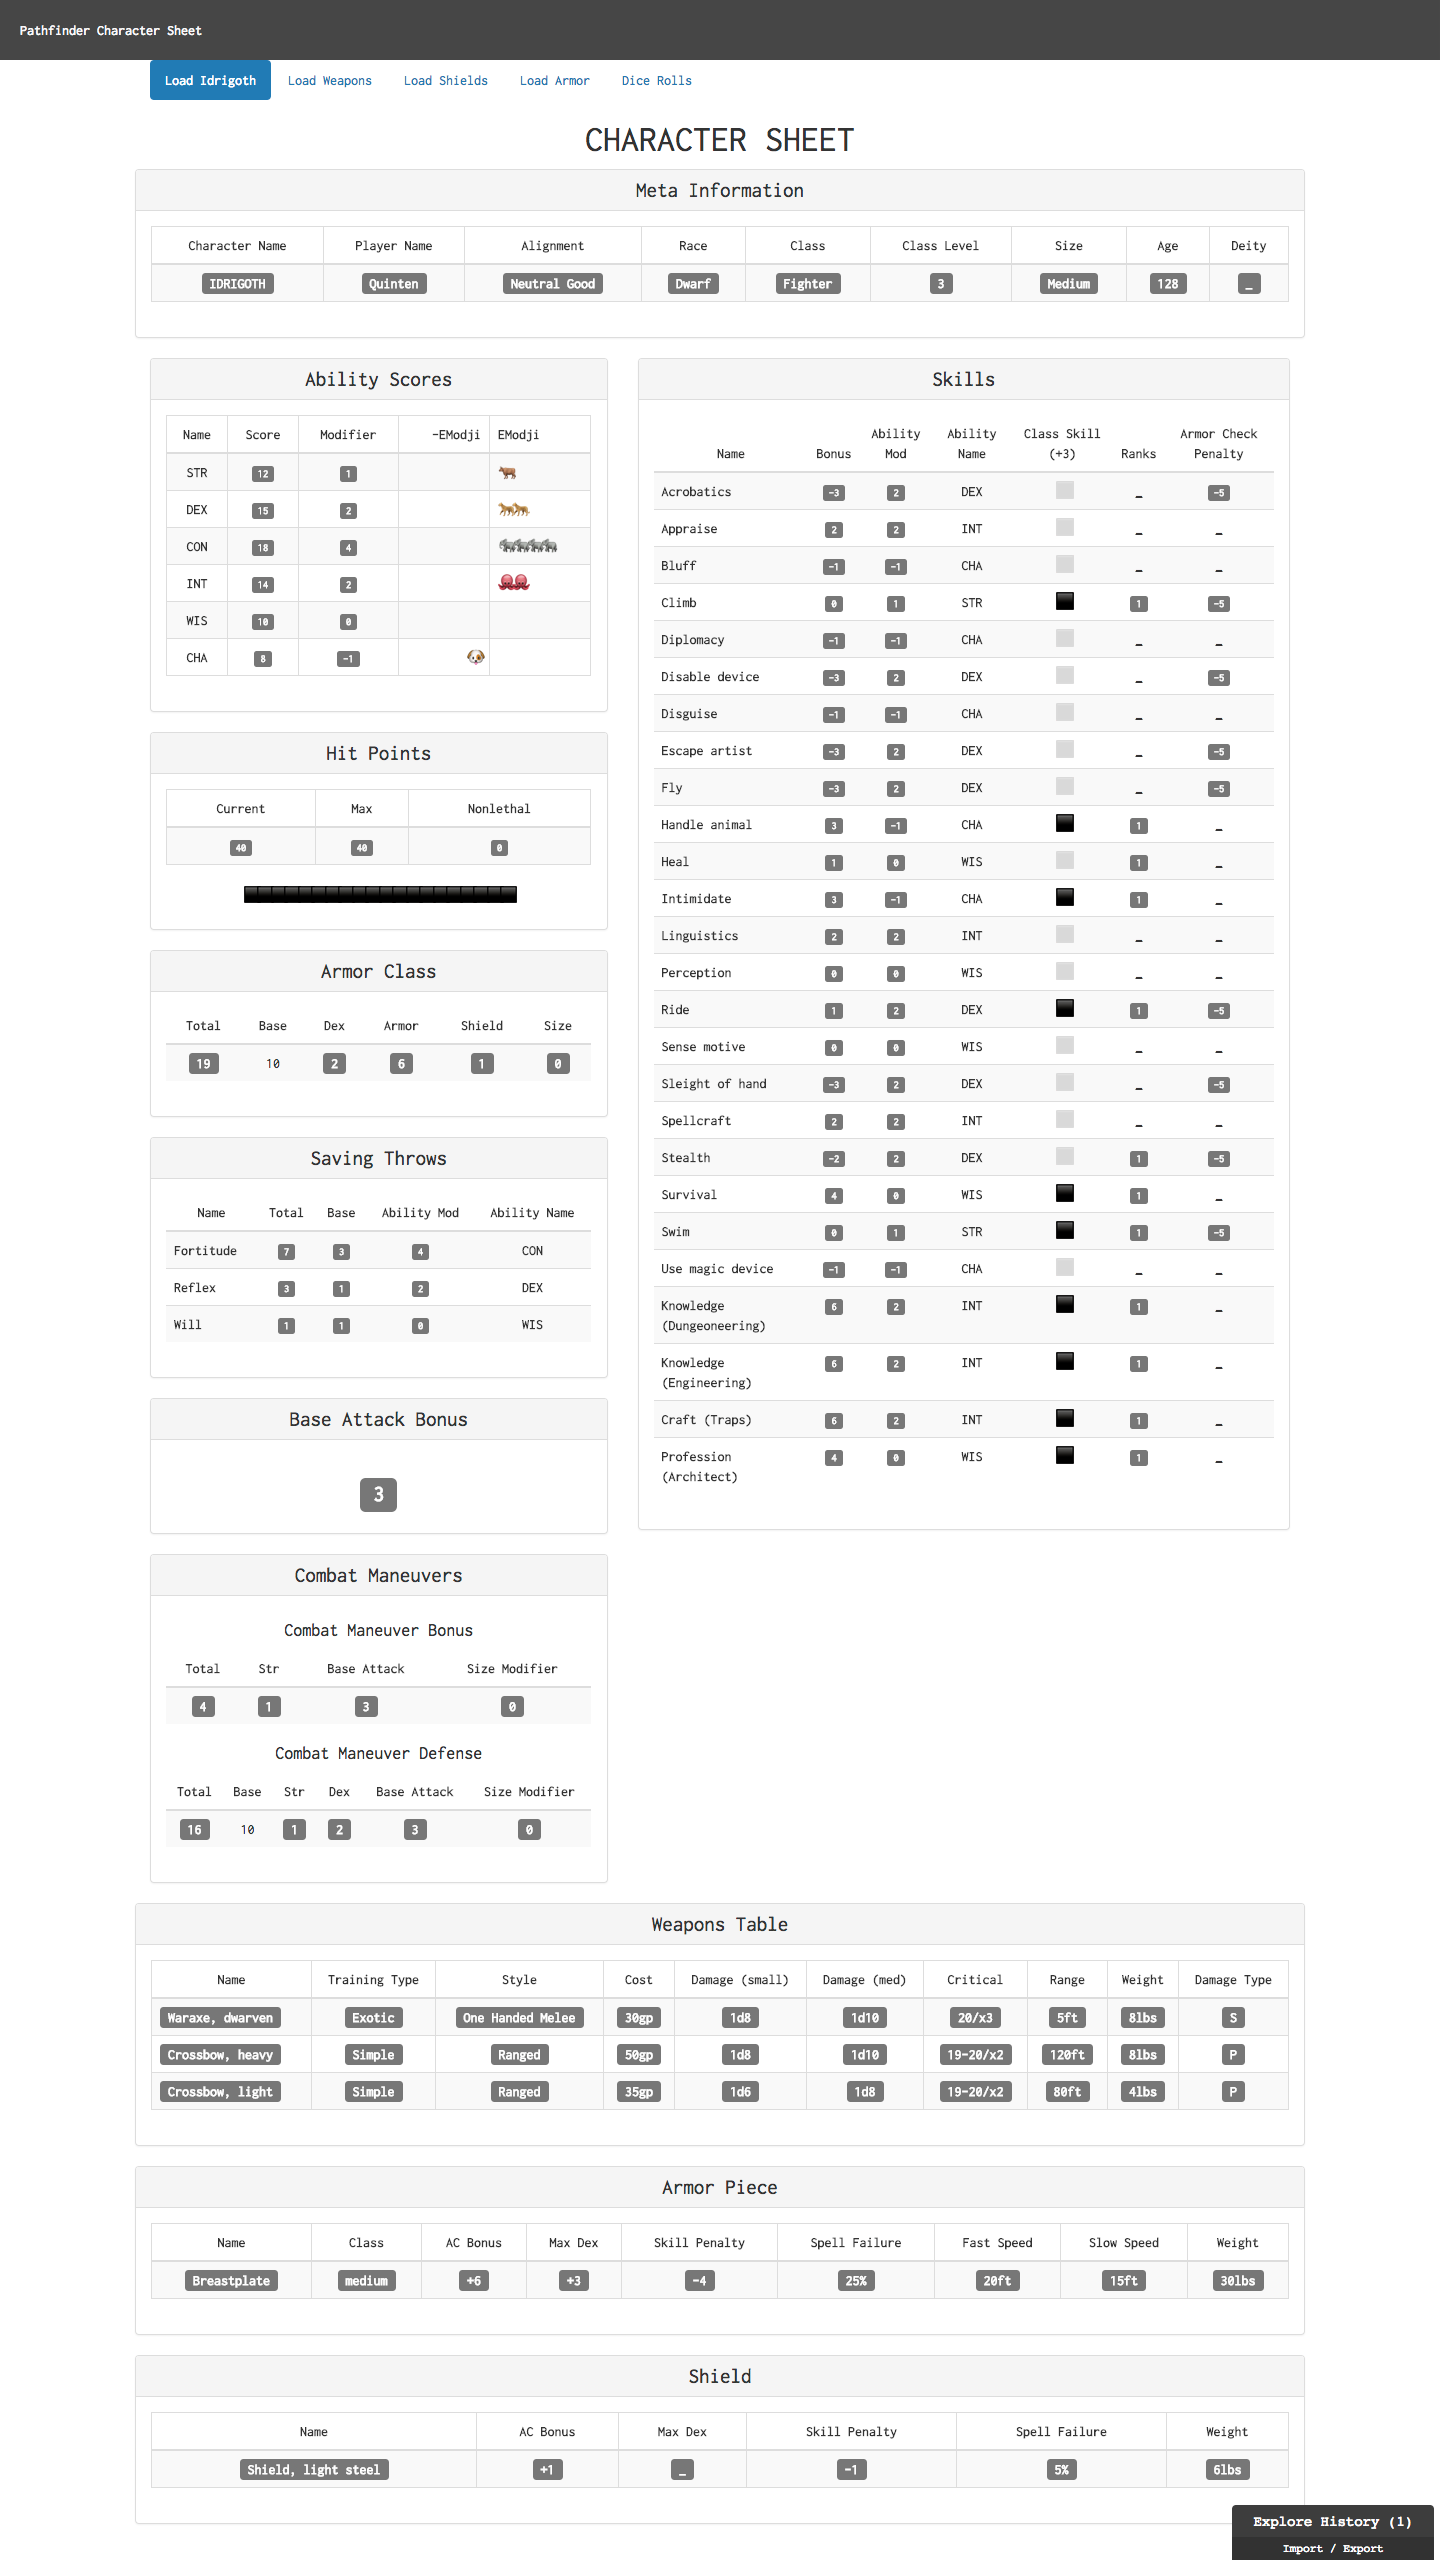 Pathfinder Character Sheet
Load Idrigoth Load Weapons Load Shields Load Armor Dice Rolls
CHARACTER SHEET
Meta Information
Character Name Player Name Alignment Race Class Class Level Size Age Deity
IDRIGOTH Quinten Neutral Good Dwarf Fighter 3 Medium 128 _
Ability Scores
Name Score Modifier -EModji EModji
STR 12 1
DEX 15 2
CON 18 4
INT 14 2
WIS 10 0
CHA 8 -1
Hit Points
Current Max Nonlethal
40 40 0
Armor Class
Total Base Dex Armor Shield Size
19 10 2 6 1 0
Saving Throws
Name Total Base Ability Mod Ability Name
Fortitude 7 3 4 CON
Reflex 3 1 2 DEX
Will 1 1 0 WIS
Base Attack Bonus
3
Combat Maneuvers
Combat Maneuver Bonus
Total Str Base Attack Size Modifier
4 1 3 0
Combat Maneuver Defense
Total Base Str Dex Base Attack Size Modifier
16 10 1 2 3 0
Skills
Ability Ability Class Skill Armor Check
Name Bonus Mod Name (+3) Ranks Penalty
Acrobatics -3 2 DEX _ -5
Appraise 2 2 INT _ _
Bluff -1 -1 CHA _ _
Climb 0 1 STR 1 -5
Diplomacy -1 -1 CHA _ _
Disable device -3 2 DEX _ -5
Disguise -1 -1 CHA _ _
Escape artist -3 2 DEX _ -5
Fly -3 2 DEX _ -5
Handle animal 3 -1 CHA 1 _
Heal 1 0 WIS 1 _
Intimidate 3 -1 CHA 1 _
Linguistics 2 2 INT _ _
Perception 0 0 WIS _ _
Ride 1 2 DEX 1 -5
Sense motive 0 0 WIS _ _
Sleight of hand -3 2 DEX _ -5
Spellcraft 2 2 INT _ _
Stealth -2 2 DEX 1 -5
Survival 4 0 WIS 1 _
Swim 0 1 STR 1 -5
Use magic device -1 -1 CHA _ _
Knowledge 6 2 INT 1 _
(Dungeoneering)
Knowledge 6 2 INT 1 _
(Engineering)
Craft (Traps) 6 2 INT 1 _
Profession 4 0 WIS 1 _
(Architect)
Weapons Table
Name Training Type Style Cost Damage (small) Damage (med) Critical Range Weight Damage Type
Waraxe, dwarven Exotic One Handed Melee 30gp 1d8 1d10 20/x3 5ft 8lbs S
Crossbow, heavy Simple Ranged 50gp 1d8 1d10 19-20/x2 120ft 8lbs P
Crossbow, light Simple Ranged 35gp 1d6 1d8 19-20/x2 80ft 4lbs P
Armor Piece
Name Class AC Bonus Max Dex Skill Penalty Spell Failure Fast Speed Slow Speed Weight
Breastplate medium +6 +3 -4 25% 20ft 15ft 30lbs
Shield
Name AC Bonus Max Dex Skill Penalty Spell Failure Weight
Shield, light steel +1 _ -1 5% 6lbs
Explore History (1)
Import / Export